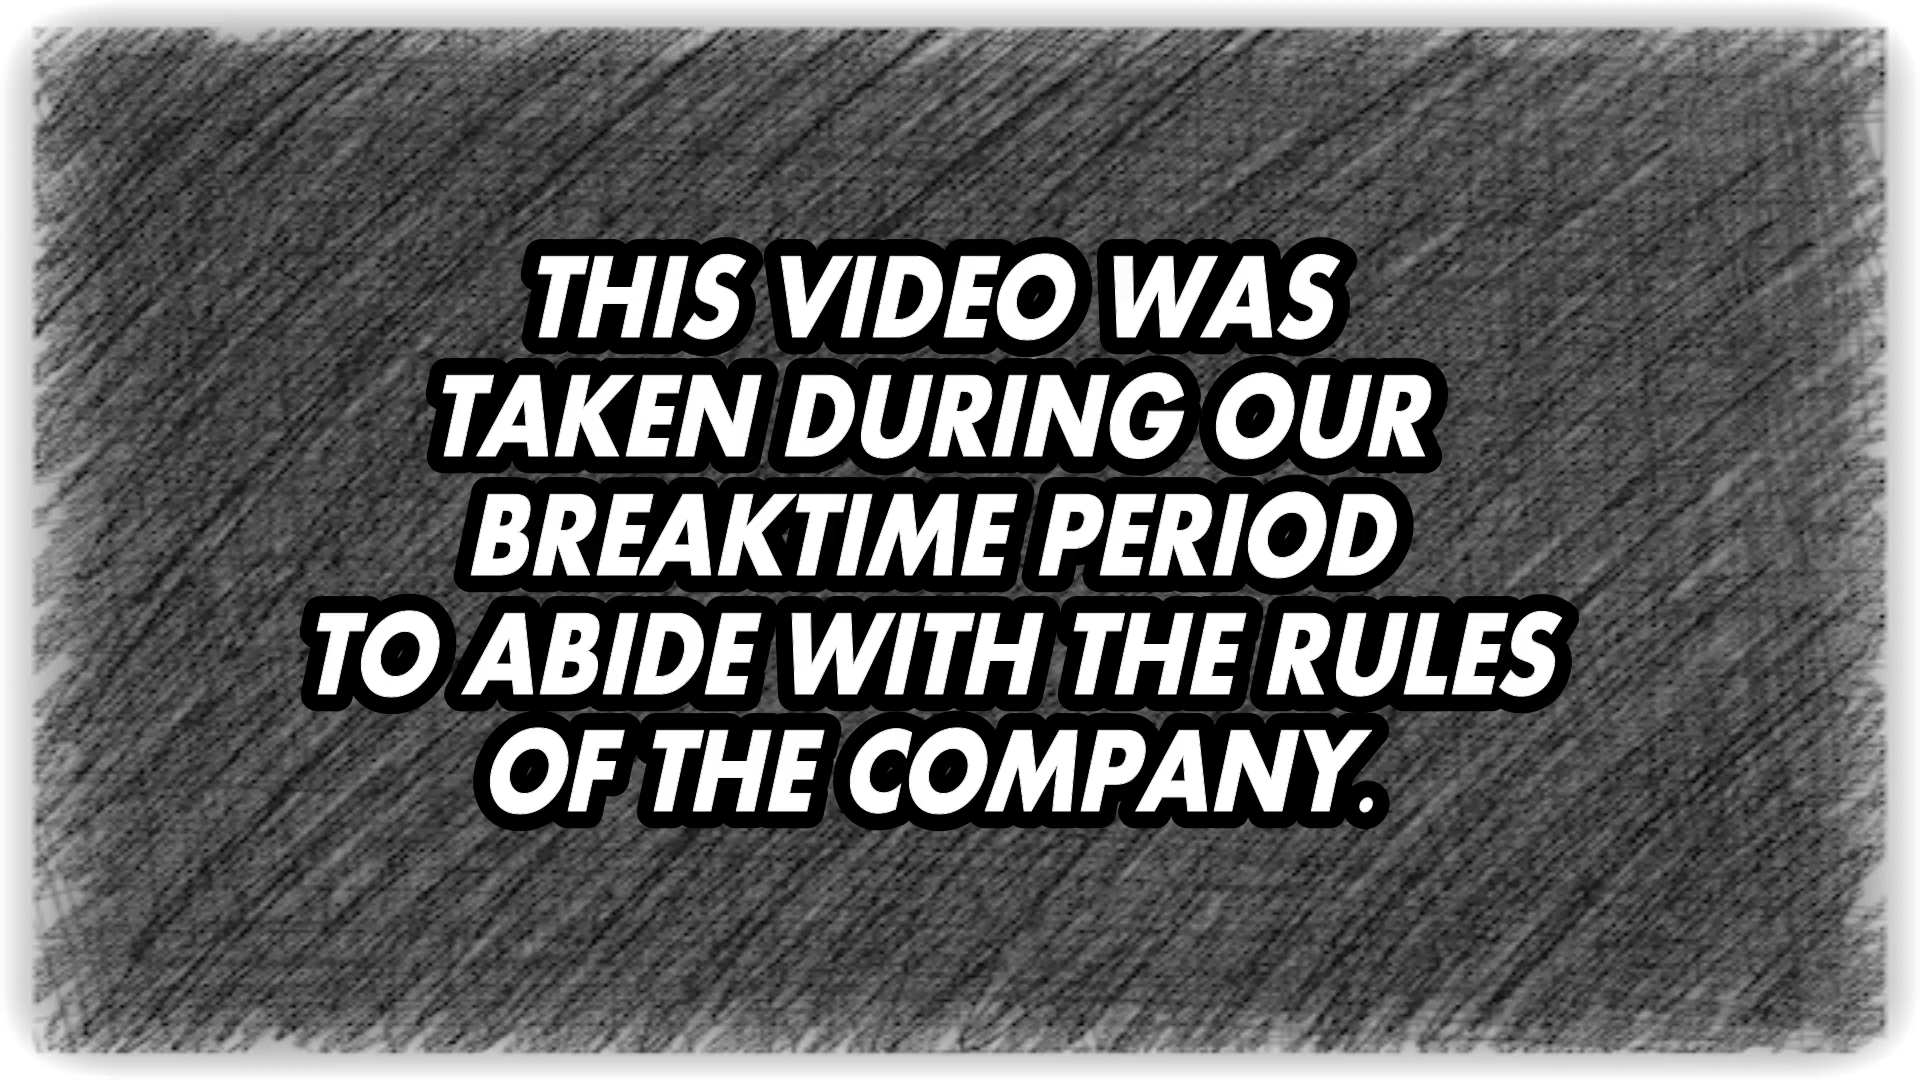 THIS VIDEO WAS
TAKEN DURING OUR
BREAKTIME PERIOD
TO ABIDE WITH THE RULES
OF THE COMPANY.